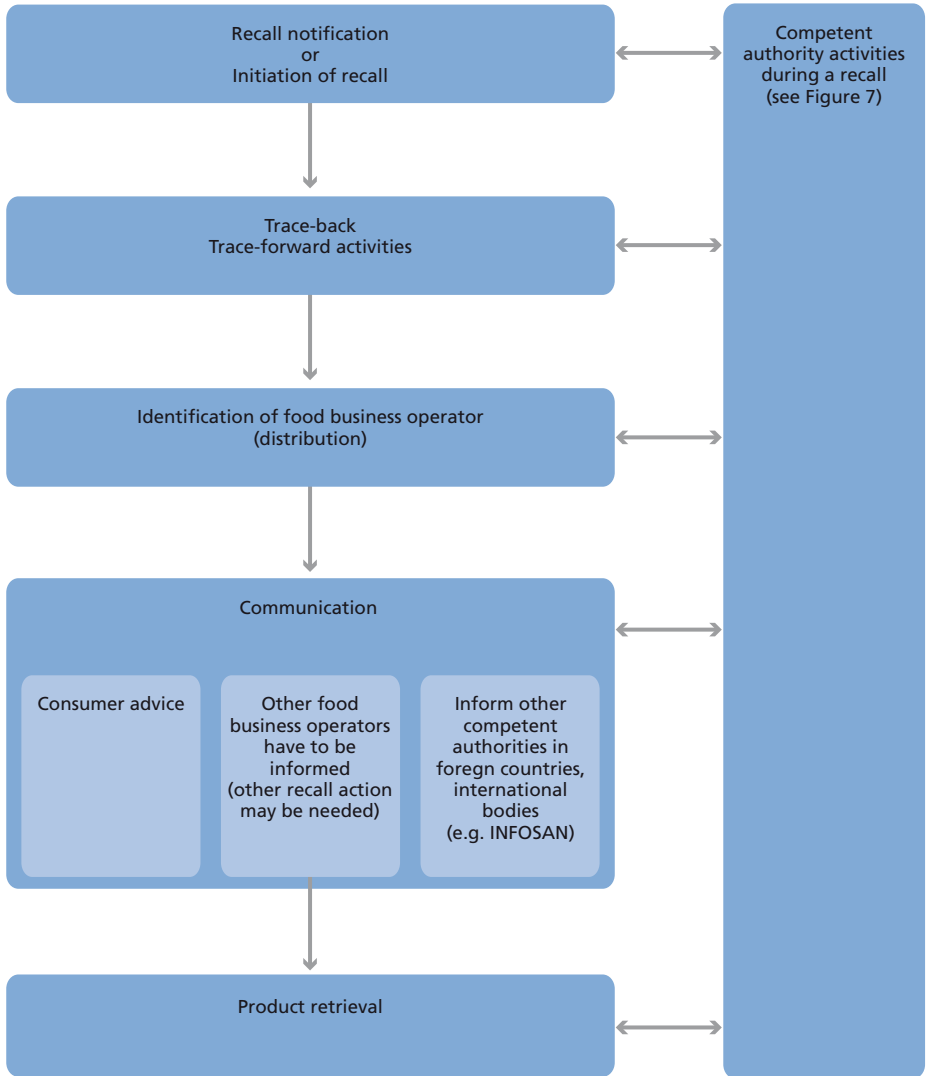 Recall notification
or
Initiation of recall
Competent
authority activities
during a recall
(see Figure 7)
Trace-back
Trace-forward activities
Identification of food business operator
(distribution)
Communication
Consumer advice
Other food
business operators
have to be
informed
(other recall action
may be needed)
Inform other
competent
authorities in
foregn countries,
international
bodies
(e.g. INFOSAN)
Product retrieval